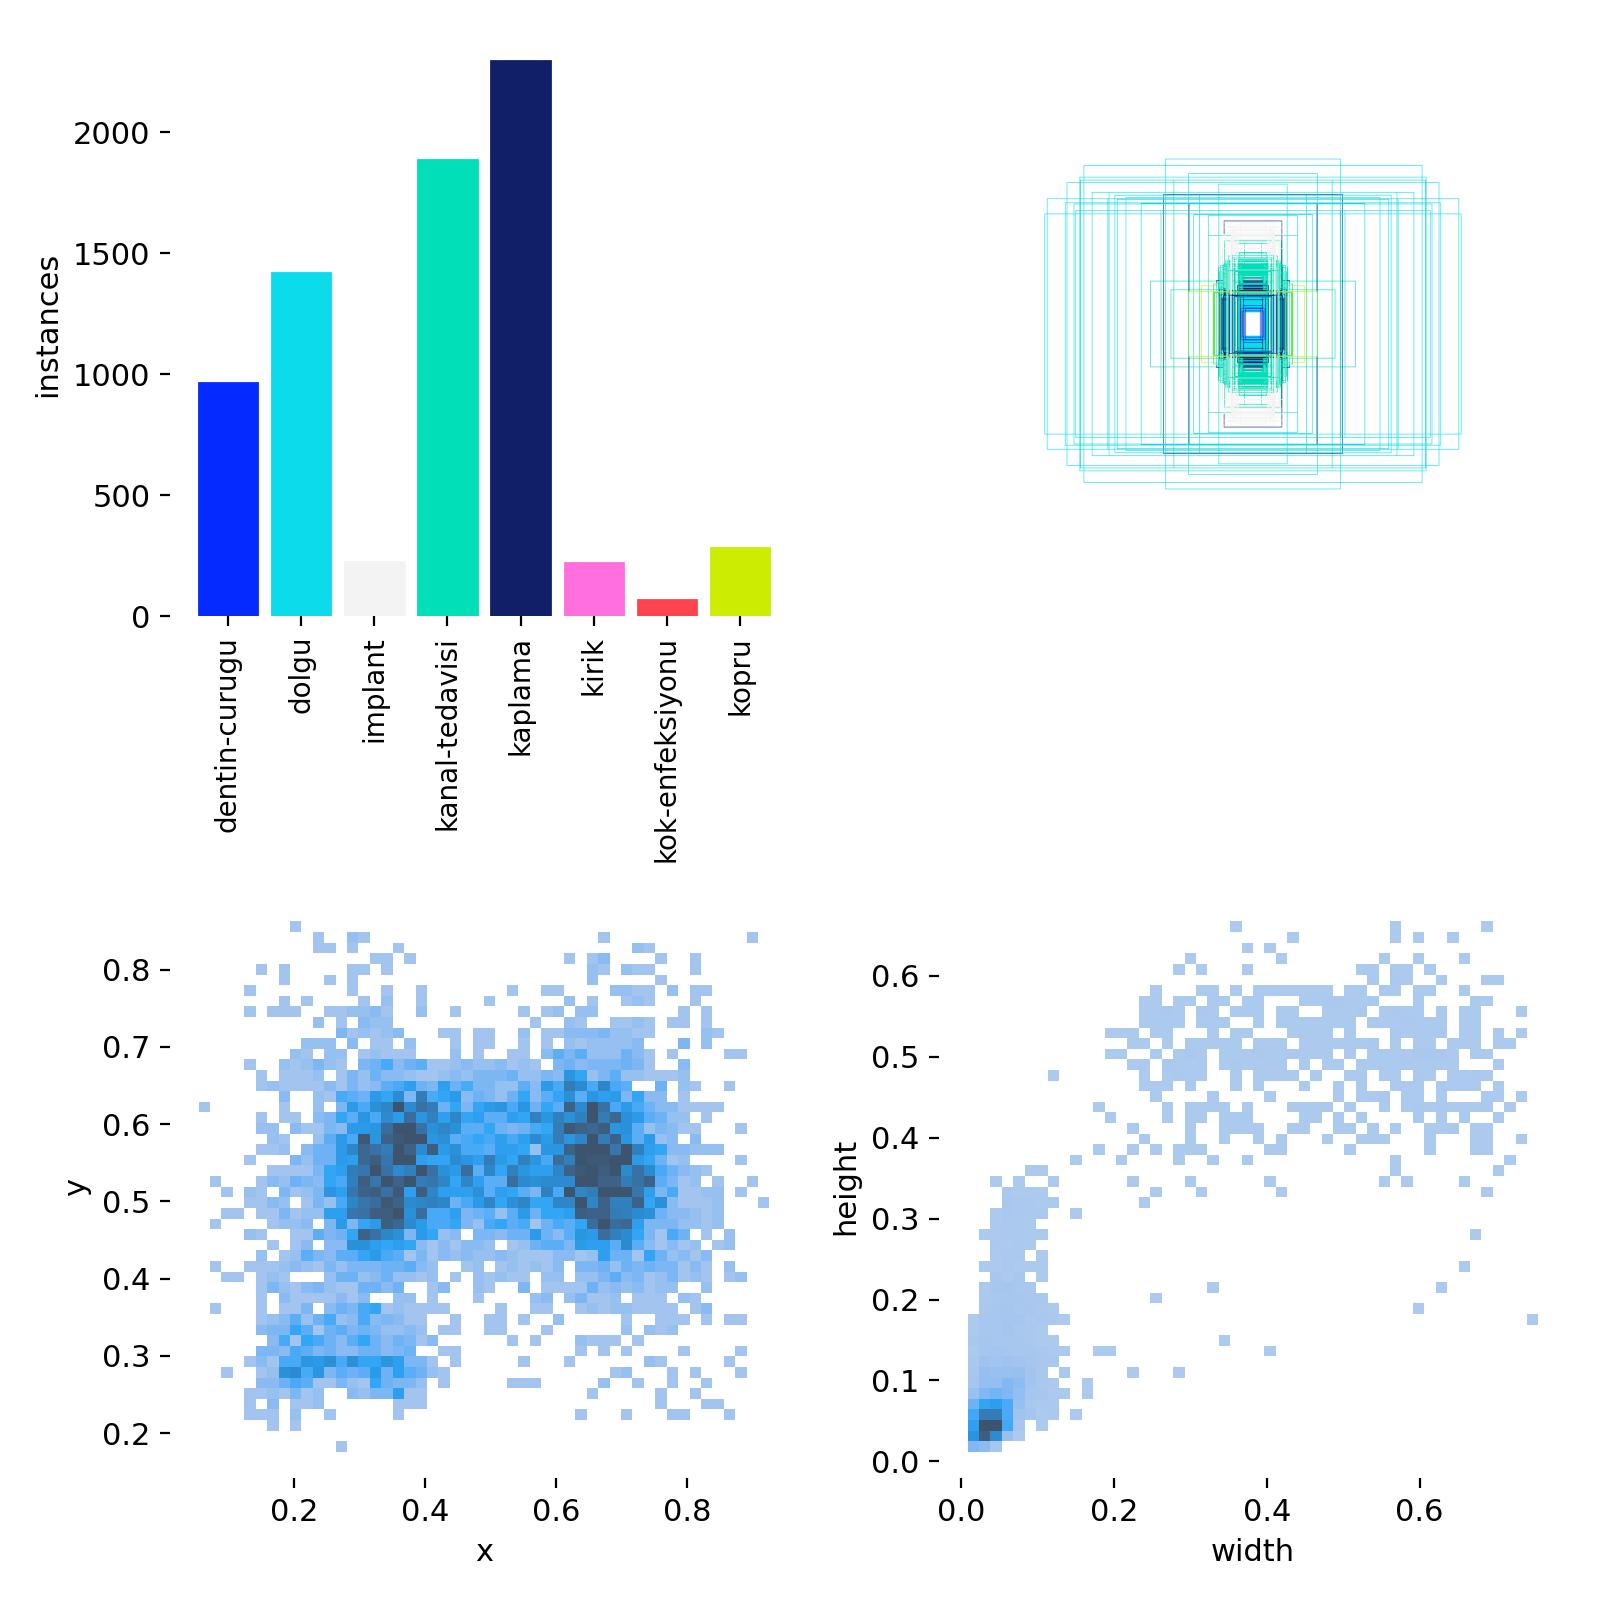 instances
2000
1500
1000
500
0
dentin-curugu
dolgu
implant
kanal-tedavisi
kaplama
kirik
kok-enfeksiyonu
kopru
y
0.8
0.7
0.6
0.5
0.4
0.3
0.2
0.2 0.4 0.6 0.8
x
height
0.6
0.5
0.4
0.3
0.2
0.1
0.0
0.0 0.2 0.4 0.6
width